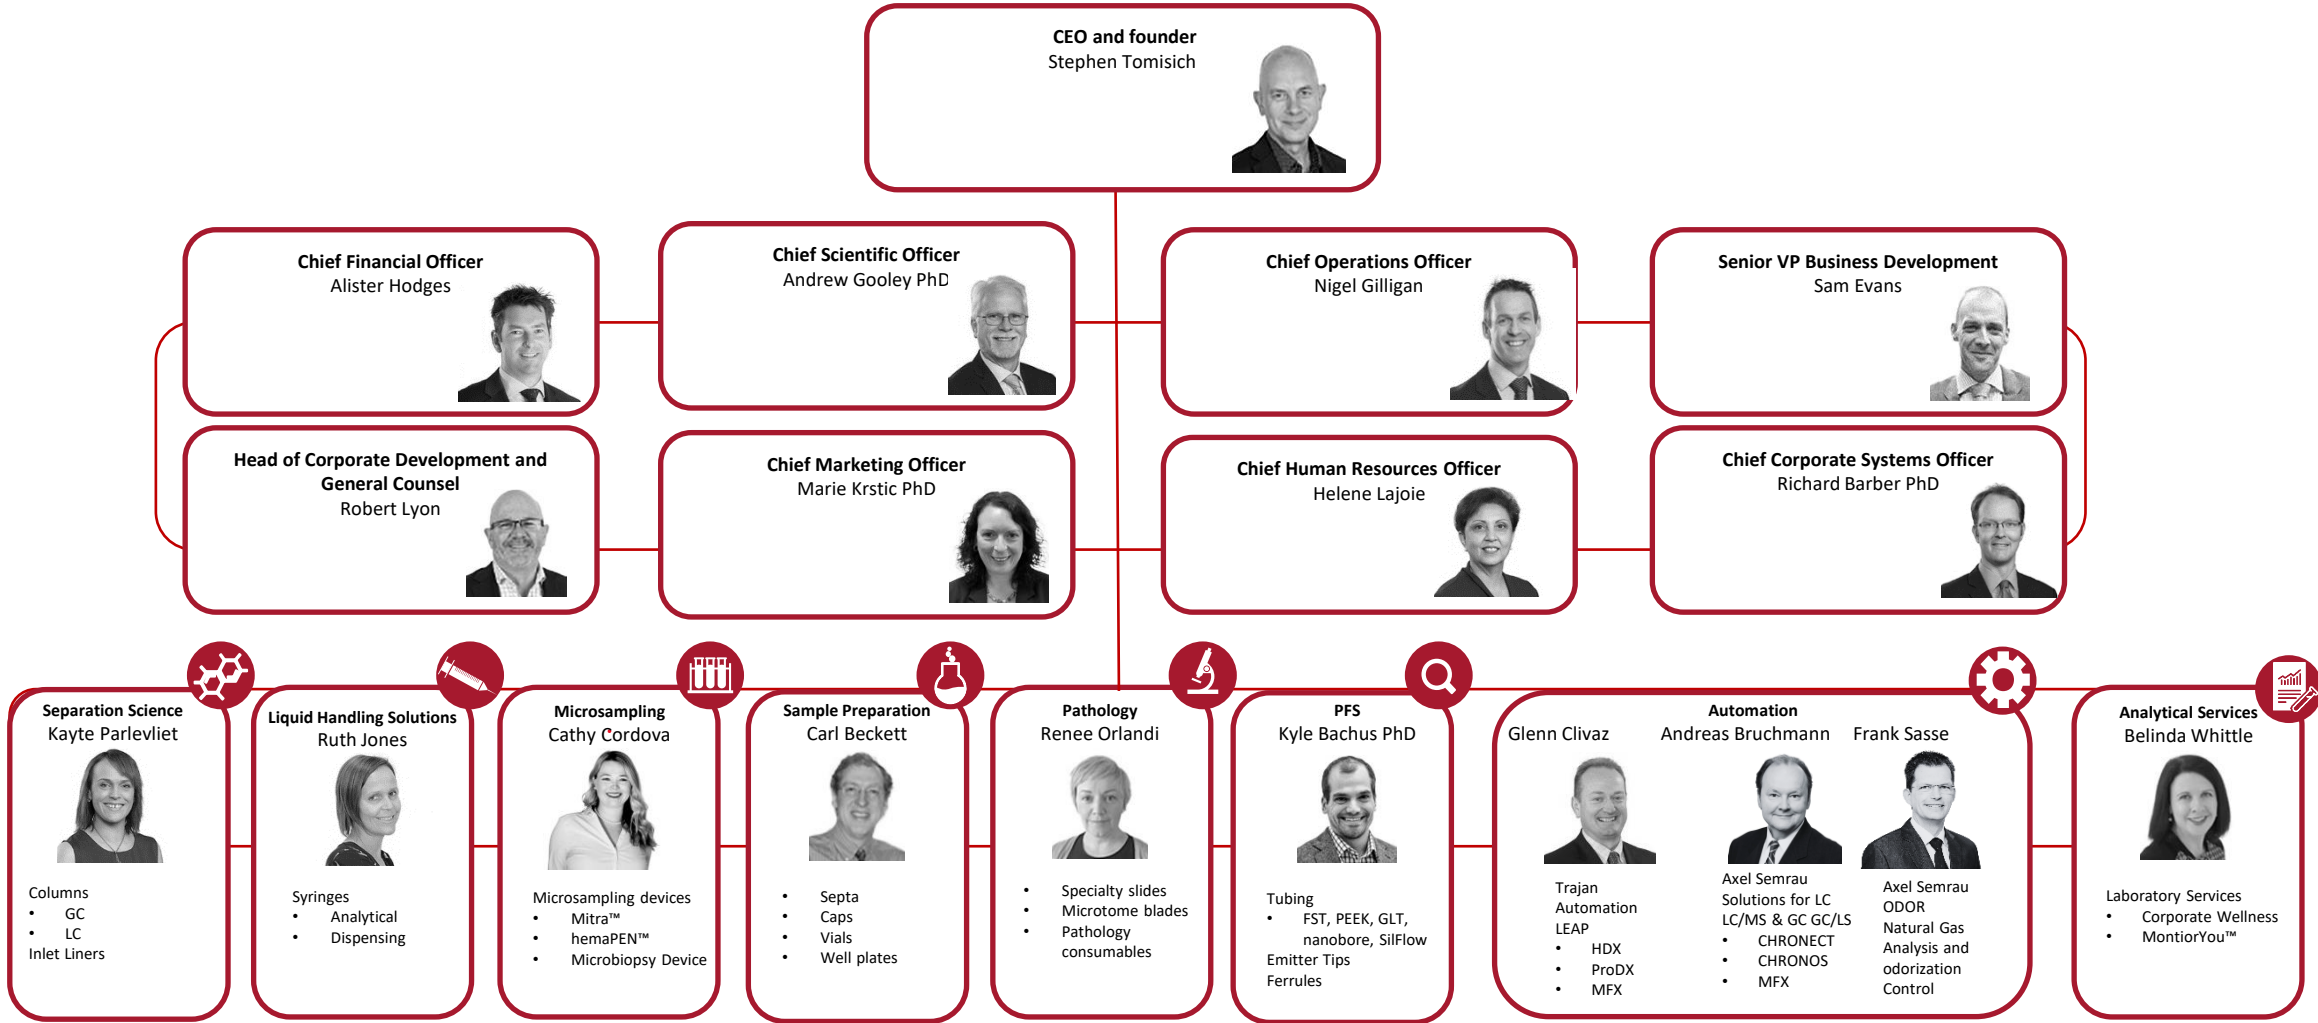 CEO and founder
Stephen Tomisich
Chief Financial Officer
Alister Hodges
Chief Scientific Officer
Andrew Gooley PhD
Chief Operations Officer
Nigel Gilligan
Senior VP Business Development
Sam Evans
Head of Corporate Development and
General Counsel
Robert Lyon
Chief Marketing Officer
Marie Krstic PhD
Chief Human Resources Officer
Helene Lajoie
Chief Corporate Systems Officer
Richard Barber PhD
Separation Science
Kayte Parlevliet
Columns
• GC
• LC
Inlet Liners
Liquid Handling Solutions
Ruth Jones
Syringes
• Analytical
• Dispensing
Microsampling
Cathy Cordova
Microsampling devices
• Mitra™
• hemaPEN™
• Microbiopsy Device
Sample Preparation
Carl Beckett
• Septa
• Caps
• Vials
• Well plates
Pathology
Renee Orlandi
• Specialty slides
• Microtome blades
• Pathology
consumables
PFS
Kyle Bachus PhD
Tubing
• FST, PEEK, GLT,
nanobore, SilFlow
Emitter Tips
Ferrules
Automation
Glenn Clivaz
Trajan
Automation
LEAP
• HDX
• ProDX
• MFX
Andreas Bruchmann
Axel Semrau
Solutions for LC
LC/MS & GC GC/LS
• CHRONECT
• CHRONOS
• MFX
Frank Sasse
Axel Semrau
ODOR
Natural Gas
Analysis and
odorization
Control
Analytical Services
Belinda Whittle
Laboratory Services
• Corporate Wellness
• MontiorYou™